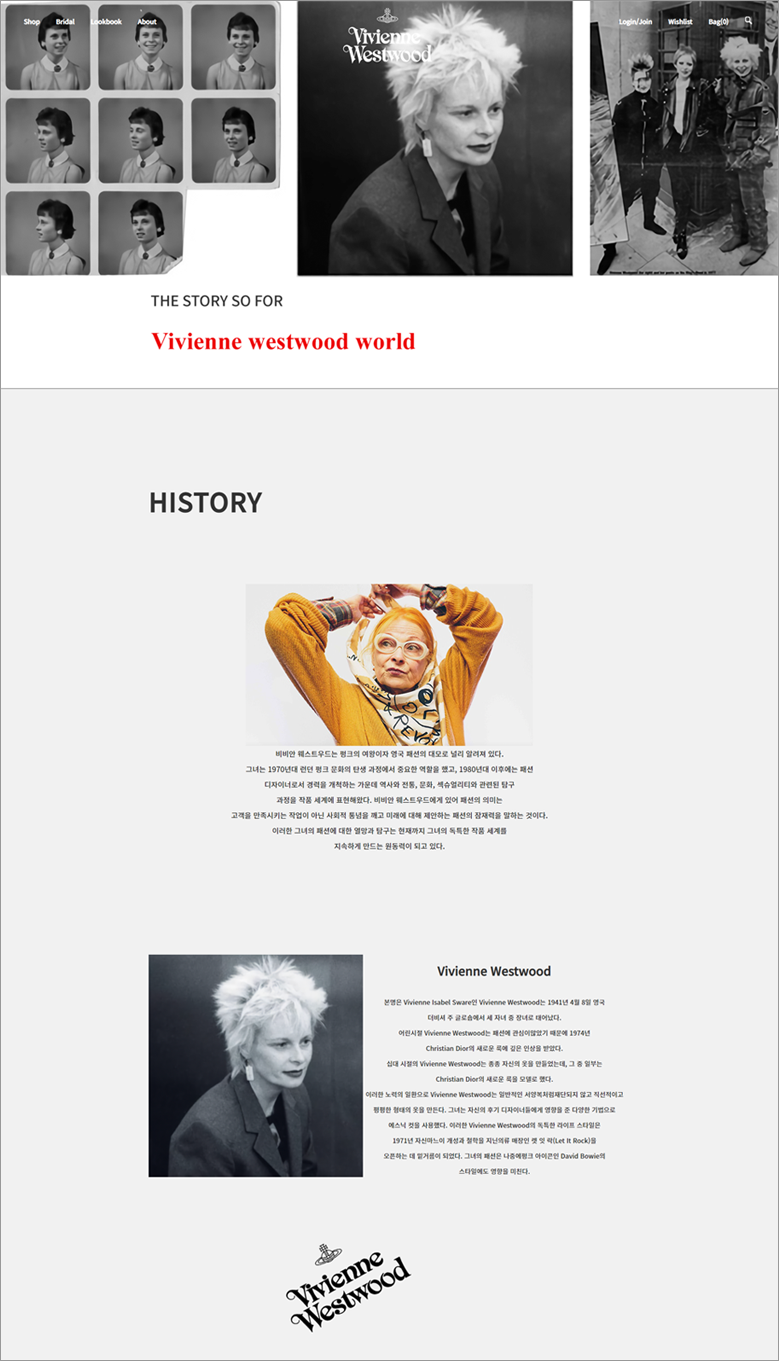 Shop Bridal Lookbook About
Vivienne
Westwood
Login/Join Wishlist Bag(0)
THE STORY SO FOR
Vivienne westwood world
HISTORY
비비안 웨스트우드는 펑크의 여왕이자 영국 패션의 대모로 널리 알려져 있다.
그녀는 1970년대 런던 펑크 문화의 탄생 과정에서 중요한 역할을 했고, 1980년대 이후에는 패션
디자이너로서 경력을 개척하는 가운데 역사와 전통, 문화, 섹슈얼리티와 관련된 탐구
과정을 작품 세계에 표현해왔다. 비비안 웨스트우드에게 있어 패션의 의미는
고객을 만족시키는 작업이 아닌 사회적 통념을 깨고 미래에 대해 제안하는 패션의 잠재력을 말하는 것이다.
이러한 그녀의 패션에 대한 열망과 탐구는 현재까지 그녀의 독특한 작품 세계를
지속하게 만드는 원동력이 되고 있다.
Vivienne Westwood
본명은 Vivienne Isabel Sware인 Vivienne Westwood는 1941년 4월 8일 영국
더비셔 주 글로솝에서 세 자녀 중 장녀로 태어났다.
어린시절 Vivienne Westwood는 패션에 관심이많았기 때문에 1974년
Christian Dior의 새로운 룩에 깊은 인상을 받았다.
십대 시절의 Vivienne Westwood는 종종 자신의 옷을 만들었는데, 그 중 일부는
Christian Dior의 새로운 룩을 모델로 했다.
이러한 노력의 일환으로 Vivienne Westwood는 일반적인 서양복처럼재단되지 않고 직선적이고
평평한 형태의 옷을 만든다. 그녀는 자신의 후기 디자이너들에게 영향을 준 다양한 기법으로
에스닉 컷을 사용했다. 이러한 Vivienne Westwood의 독특한 라이프 스타일은
1971년 자신마느이 개성과 철학을 지닌의류 매장인 렛 잇 락(Let It Rock)을
오픈하는 데 밑거름이 되었다. 그녀의 패션은 나중에펑크 아이콘인 David Bowie의
스타일에도 영향을 미친다.
Vivienne
Westwood